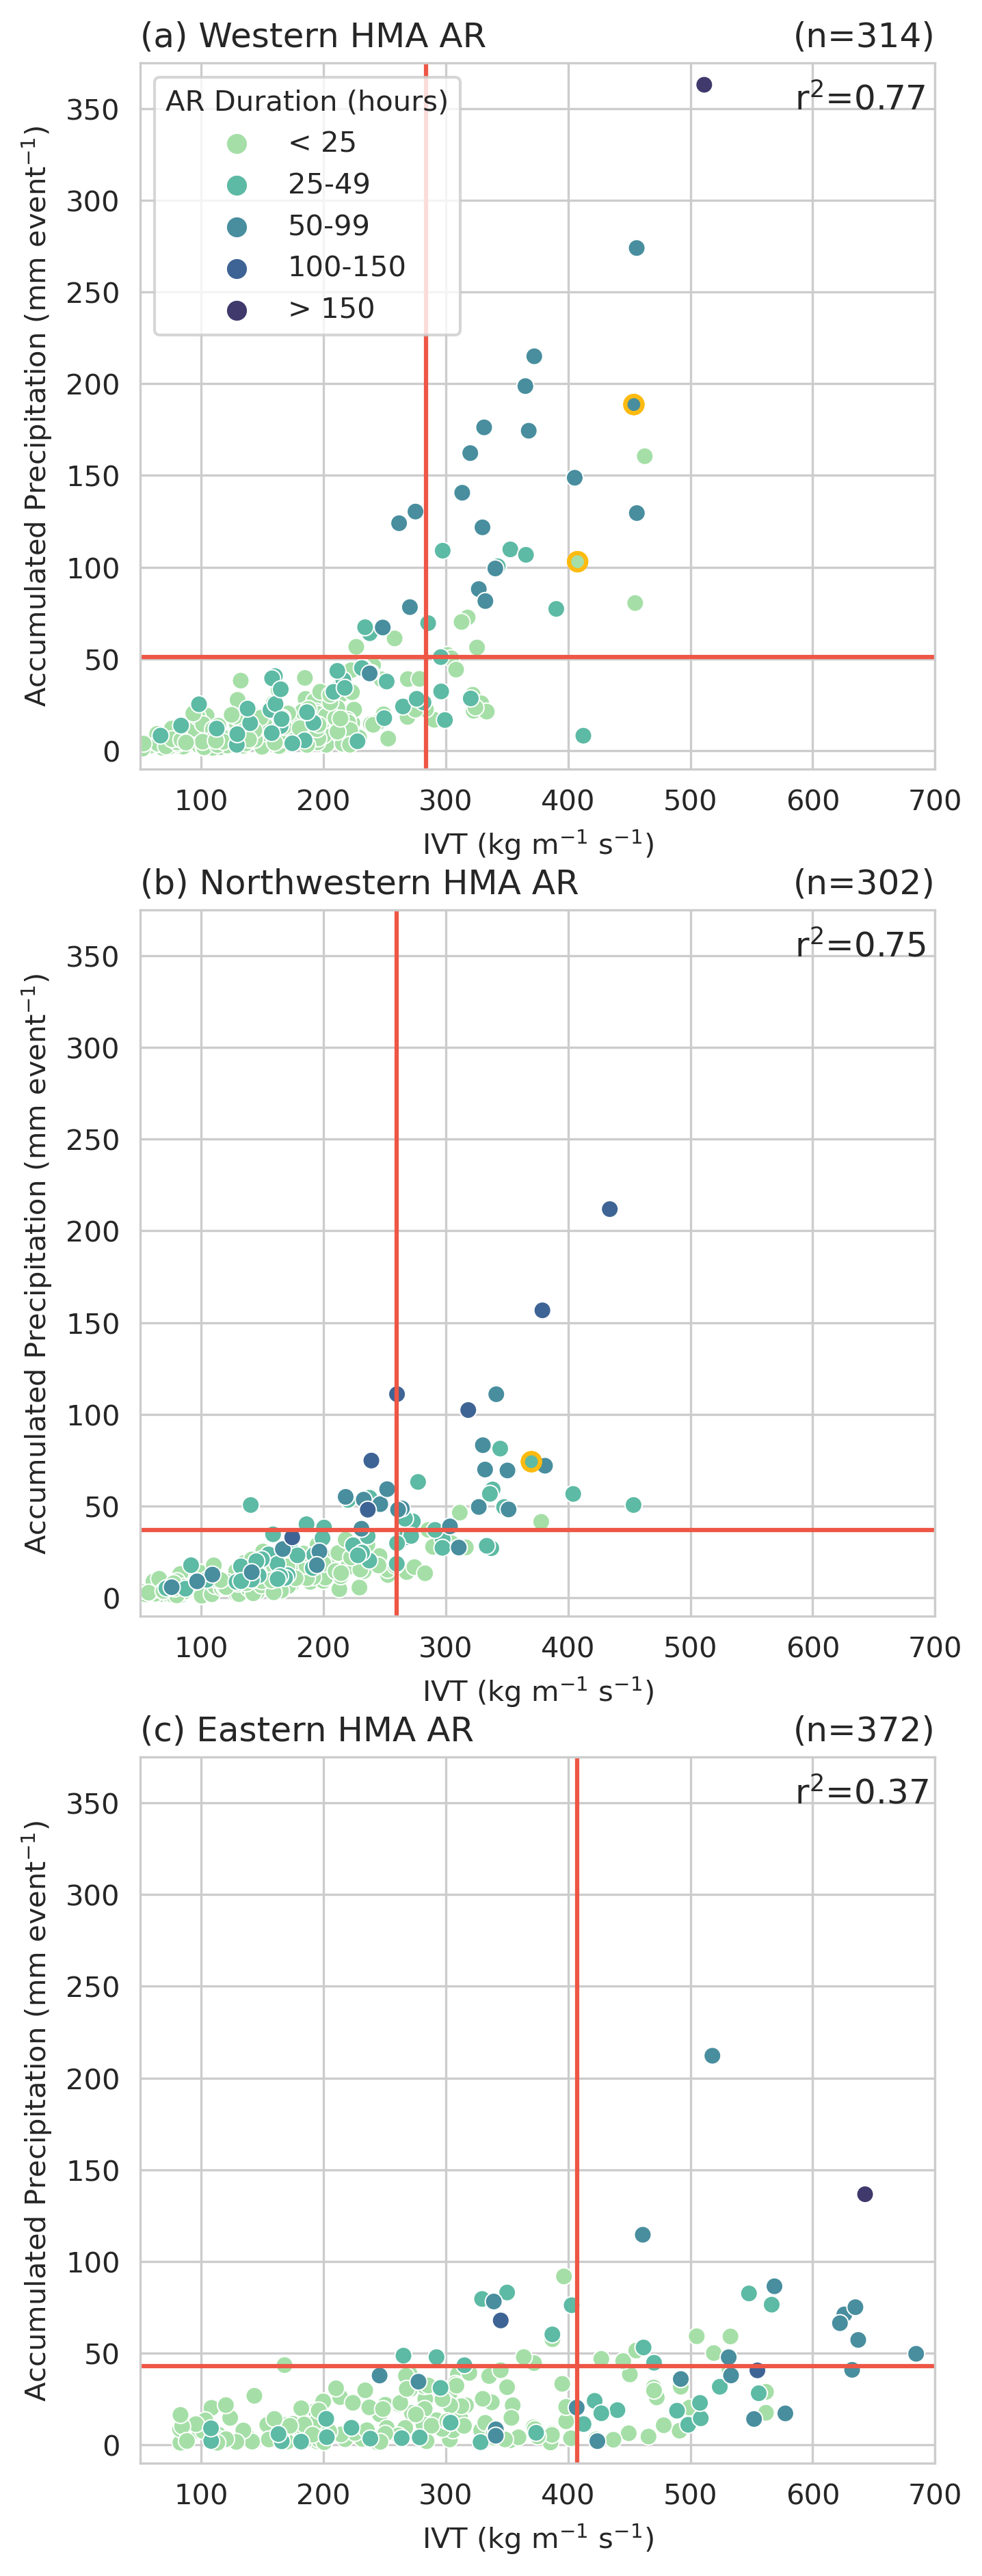 (a) Western HMA AR (n=314)
r²=0.77
AR Duration (hours)
< 25
25-49
50-99
100-150
> 150
Accumulated Precipitation (mm event⁻¹)
350
300
250
200
150
100
50
0
100 200 300 400 500 600 700
IVT (kg m⁻¹ s⁻¹)
(b) Northwestern HMA AR (n=302)
r²=0.75
Accumulated Precipitation (mm event⁻¹)
350
300
250
200
150
100
50
0
100 200 300 400 500 600 700
IVT (kg m⁻¹ s⁻¹)
(c) Eastern HMA AR (n=372)
r²=0.37
Accumulated Precipitation (mm event⁻¹)
350
300
250
200
150
100
50
0
100 200 300 400 500 600 700
IVT (kg m⁻¹ s⁻¹)